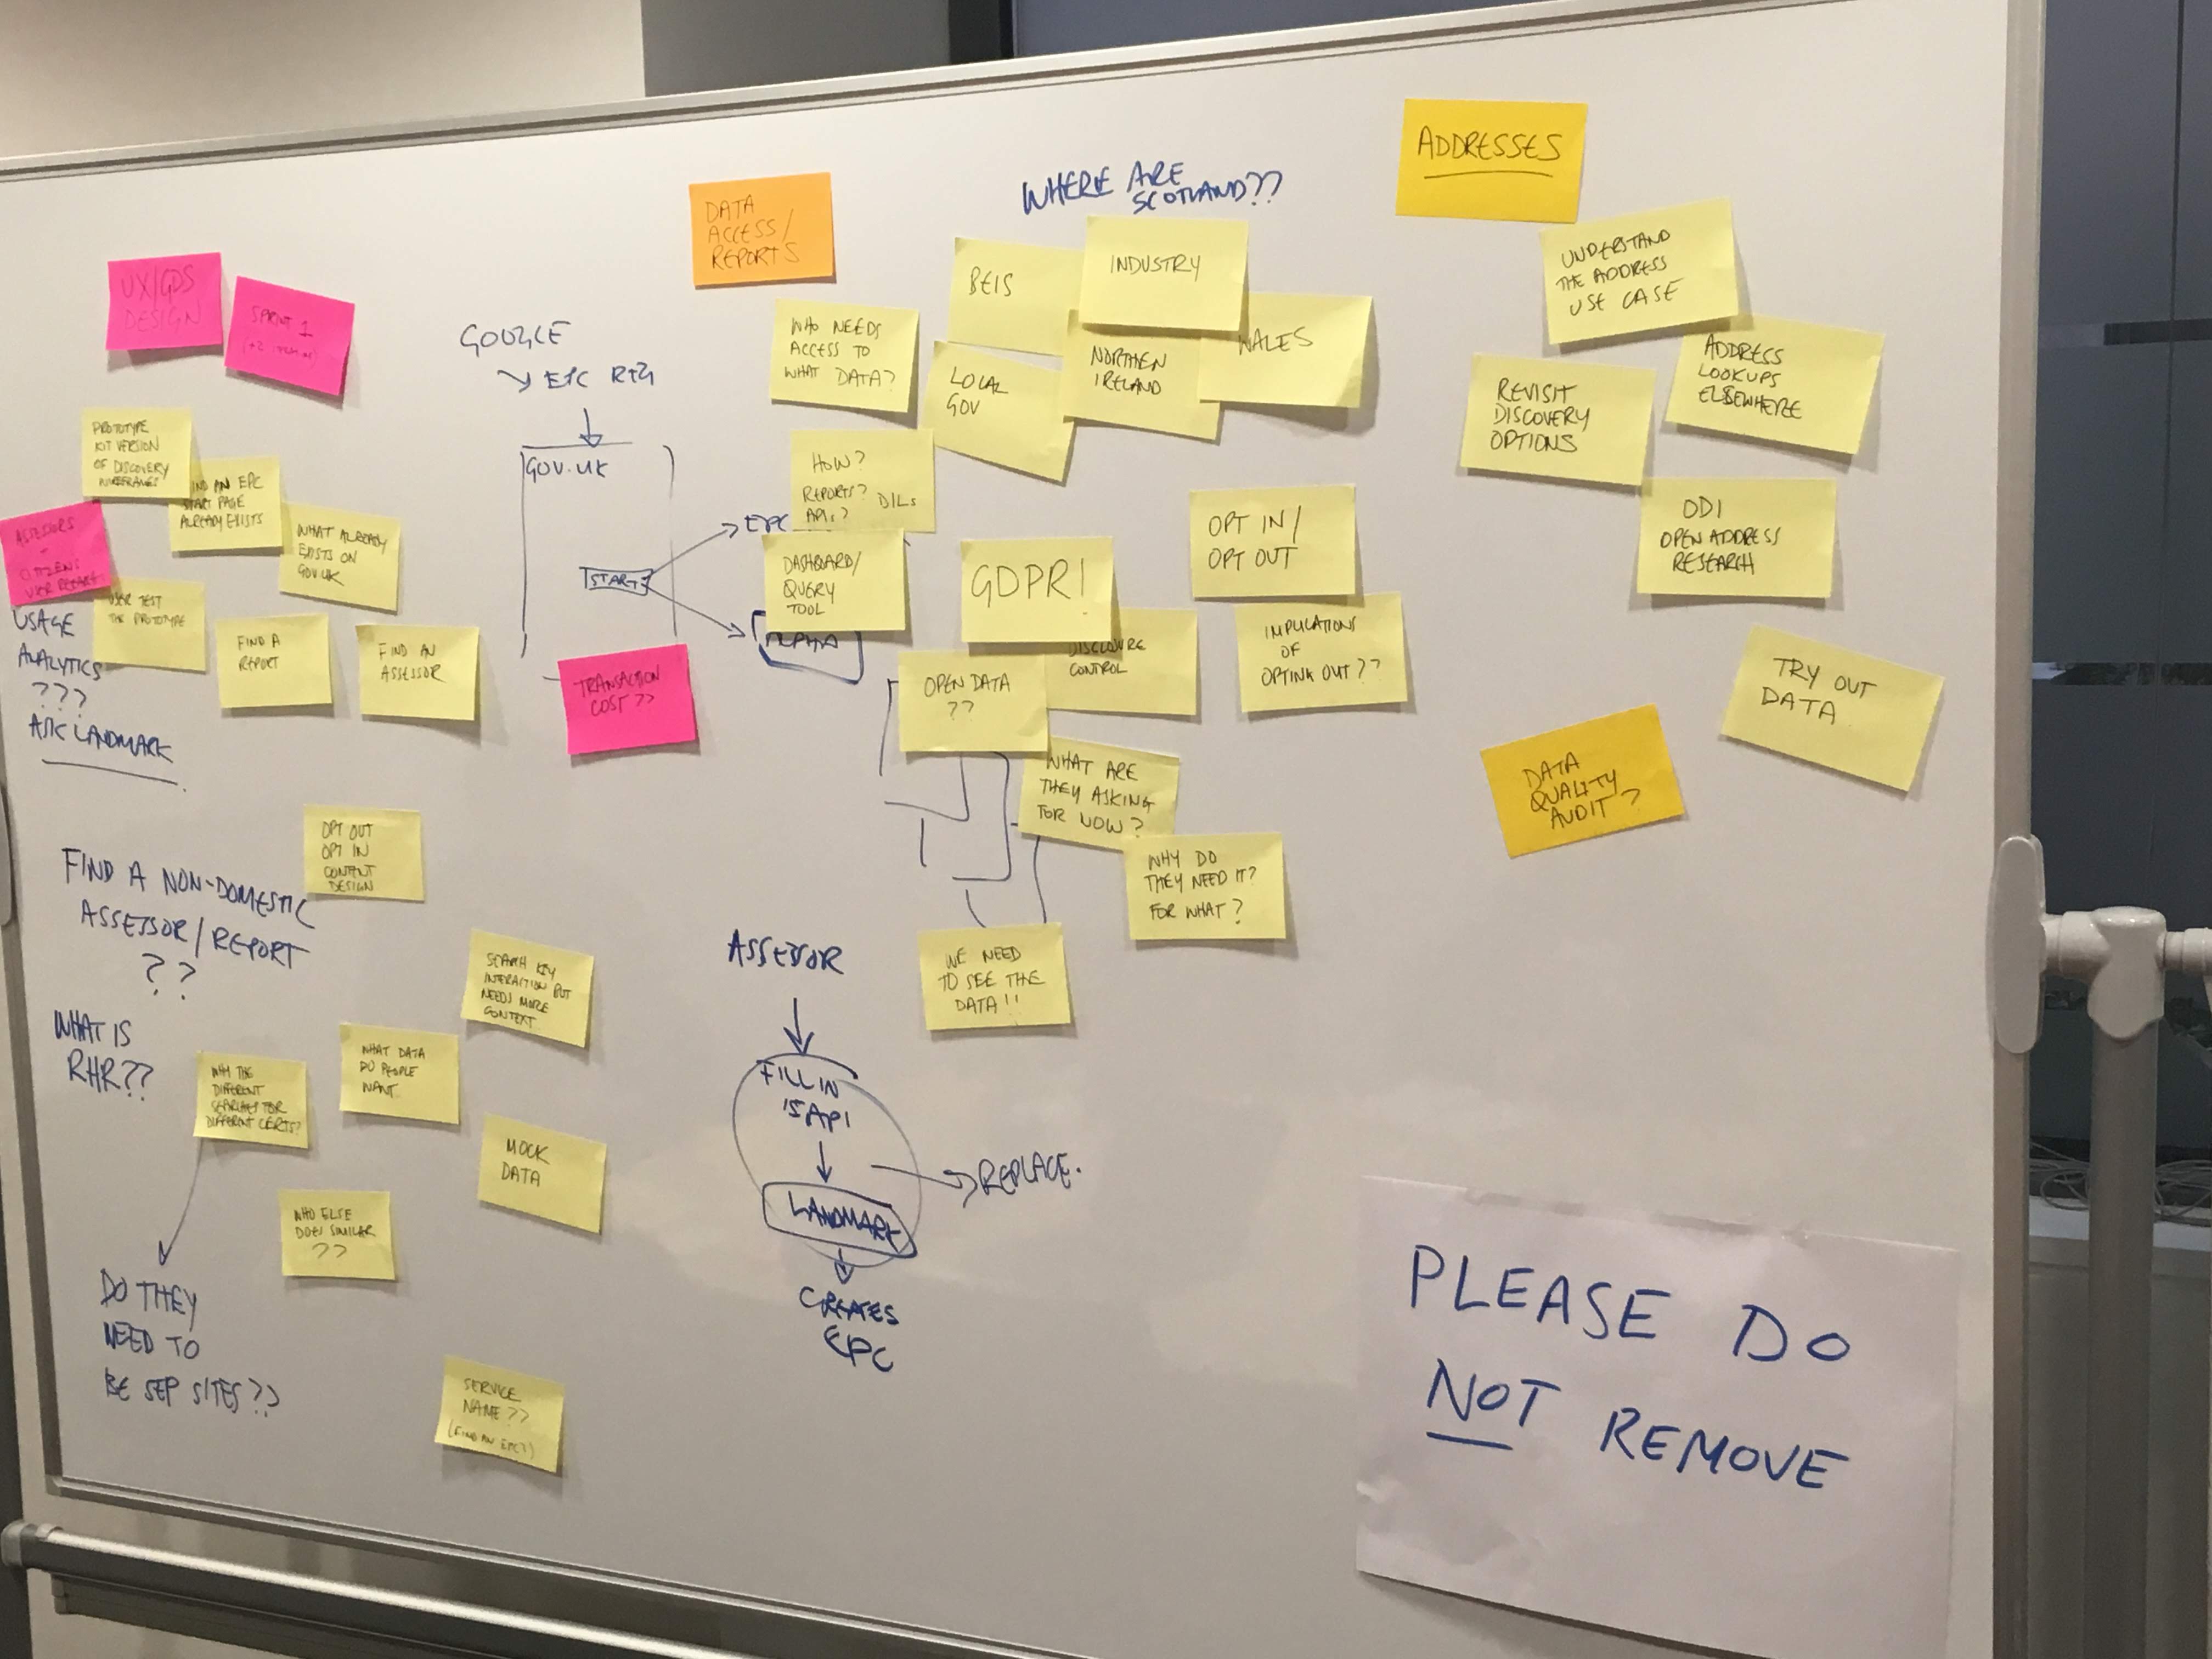 UX/GDS
DESIGN
SPRINT 1
PROTOTYPE
KIT VERSION
OF DISCOVERY
WIREFRAMES
FIND AN EPC
START PAGE
ALREADY EXISTS
WHAT ALREADY
EXISTS ON
GOV.UK
ASSESSORS
+
CITIZENS
USER
USER TEST
THE PROTOTYPE
FIND A
REPORT
FIND AN
ASSESSOR
USAGE
ANALYTICS
???
ASK LANDMARK
OPT OUT
OPT IN
CONTENT
DESIGN
FIND A NON-DOMESTIC
ASSESSOR/REPORT
??
WHAT IS
RHR??
SEARCH KEY
INTERACTION BUT
NEEDS MORE
CONTEXT
WHAT DATA
DO PEOPLE
WANT
WHY THE
DIFFERENT
SEARCHES FOR
DIFFERENT CERTS?
MOCK
DATA
WHO ELSE
DOES SIMILAR
??
DO THEY
NEED TO
BE SEP SITES??
SERVICE
NAME??
(FIND AN EPC?)
GOOGLE
EPC REG
GOV.UK
START
EPC
ALPHA
TRANSACTION
COST??
DATA
ACCESS/
REPORTS
WHO NEEDS
ACCESS TO
WHAT DATA?
HOW?
REPORTS? DILs
APIs?
DASHBOARD/
QUERY
TOOL
WHERE ARE
SCOTLAND??
BEIS
INDUSTRY
LOCAL
GOV
NORTHEN
IRELAND
WALES
GDPR!
OPT IN/
OPT OUT
DISCLOSURE
CONTROL
IMPLICATIONS
OF
OPTING OUT??
OPEN DATA
??
WHAT ARE
THEY ASKING
FOR NOW?
WHY DO
THEY NEED IT?
FOR WHAT?
WE NEED
TO SEE THE
DATA!!
ASSESSOR
FILL IN
API
LANDMARK
REPLACE.
CREATES
EPC
ADDRESSES
UNDERSTAND
THE ADDRESS
USE CASE
ADDRESS
LOOKUPS
ELSEWHERE
REVISIT
DISCOVERY
OPTIONS
ODI
OPEN ADDRESS
RESEARCH
TRY OUT
DATA
DATA
QUALITY
AUDIT?
PLEASE DO
NOT REMOVE